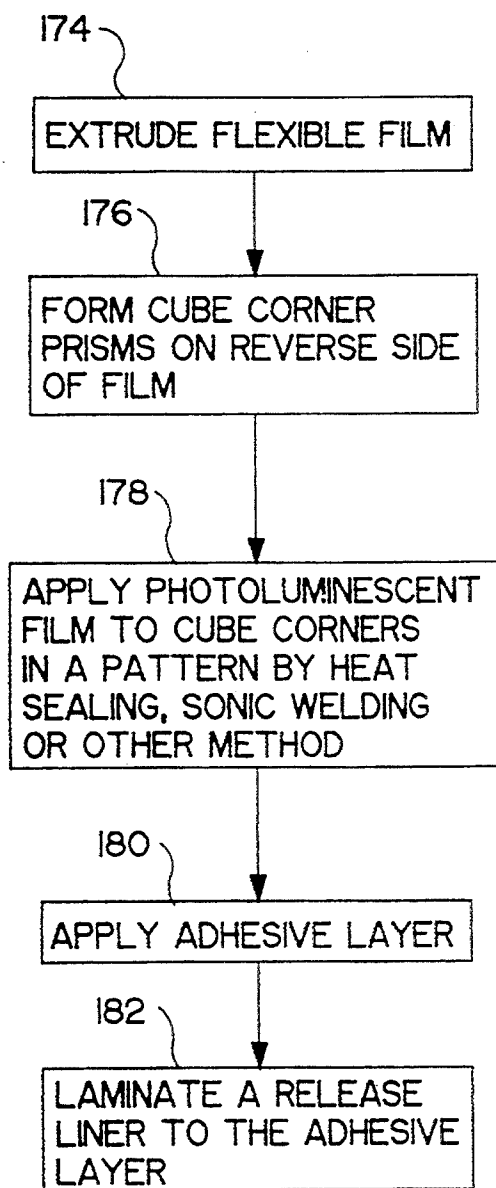 174
EXTRUDE FLEXIBLE FILM
176
FORM CUBE CORNER
PRISMS ON REVERSE SIDE
OF FILM
178
APPLY PHOTOLUMINESCENT
FILM TO CUBE CORNERS
IN A PATTERN BY HEAT
SEALING, SONIC WELDING
OR OTHER METHOD
180
APPLY ADHESIVE LAYER
182
LAMINATE A RELEASE
LINER TO THE ADHESIVE
LAYER